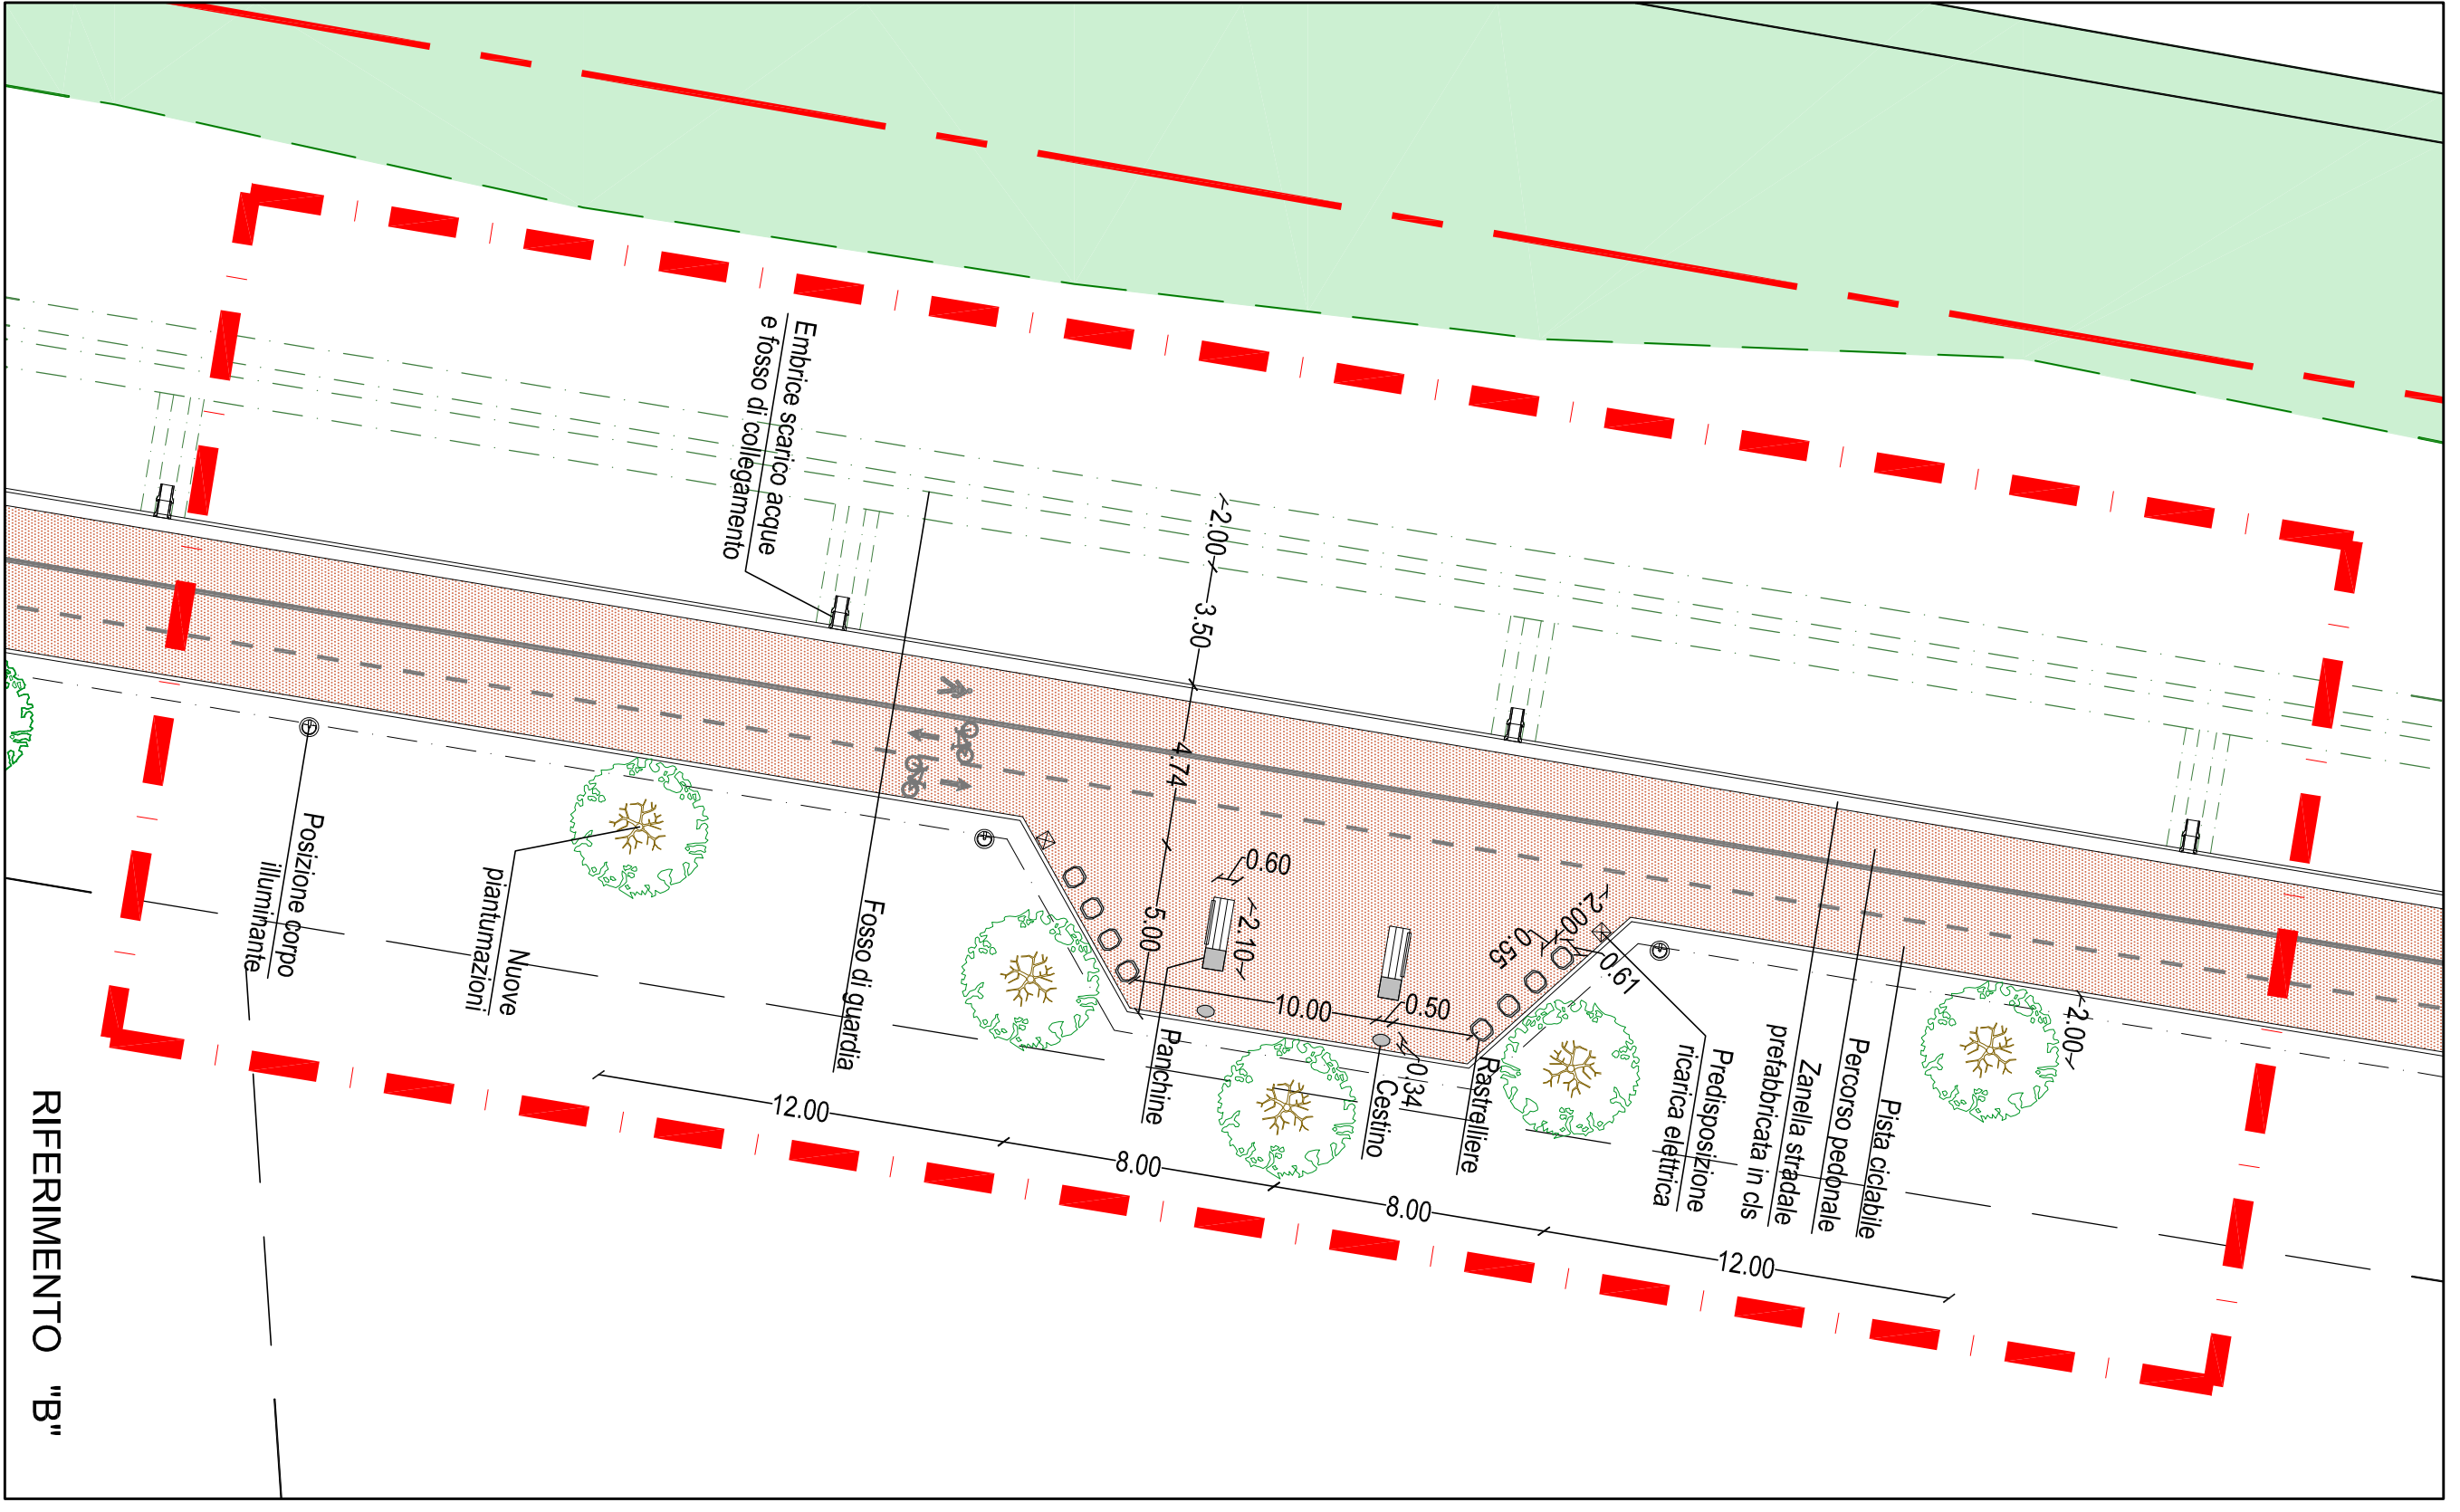 Embrice scarico acque
e fosso di collegamento
2.00
3.50
4.74
5.00
0.60
2.10
2.00
0.55
0.61
10.00
0.50
0.34
2.00
Posizione corpo
illuminante
Nuove
piantumazioni
Fosso di guardia
Panchine
Cestino
Rastrelliere
Predisposizione
ricarica elettrica
Zanella stradale
prefabbricata in cls
Percorso pedonale
Pista ciclabile
12.00
8.00
8.00
12.00
RIFERIMENTO "B"